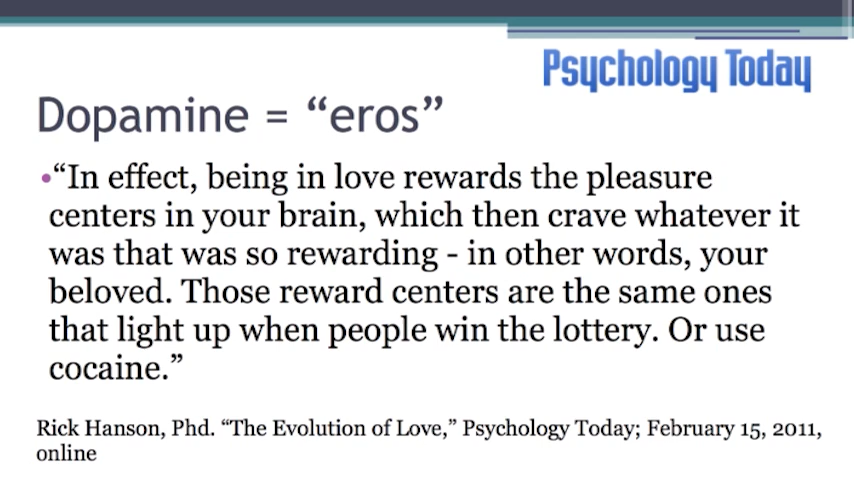 Psychology Today
Dopamine = “eros”
•“In effect, being in love rewards the pleasure
centers in your brain, which then crave whatever it
was that was so rewarding - in other words, your
beloved. Those reward centers are the same ones
that light up when people win the lottery. Or use
cocaine.”
Rick Hanson, Phd. “The Evolution of Love,” Psychology Today; February 15, 2011,
online